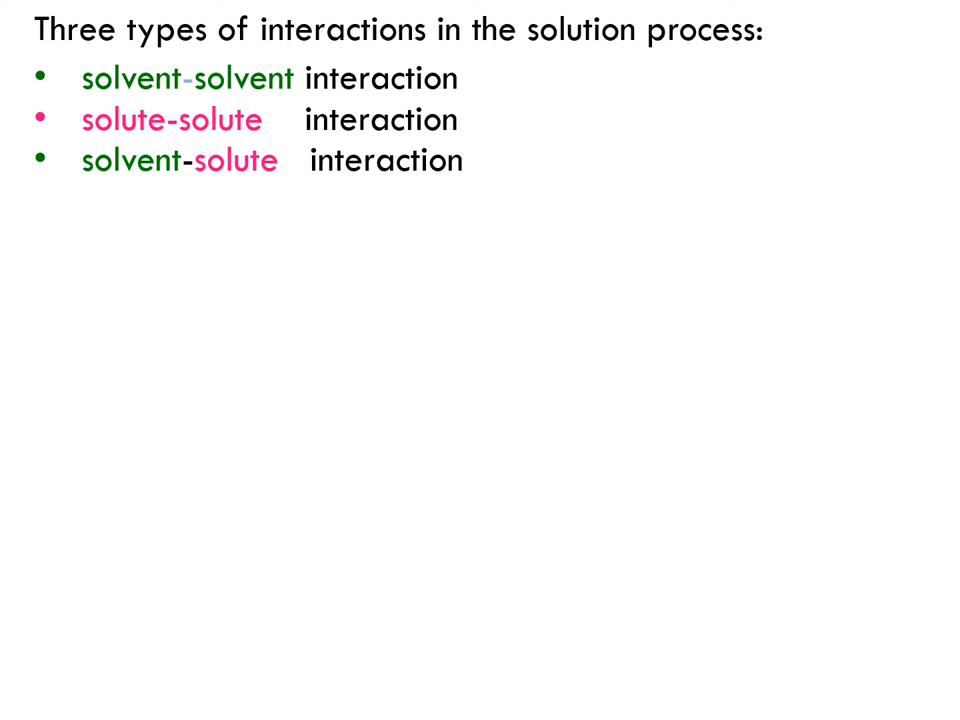 Three types of interactions in the solution process:
• solvent-solvent interaction
• solute-solute interaction
• solvent-solute interaction